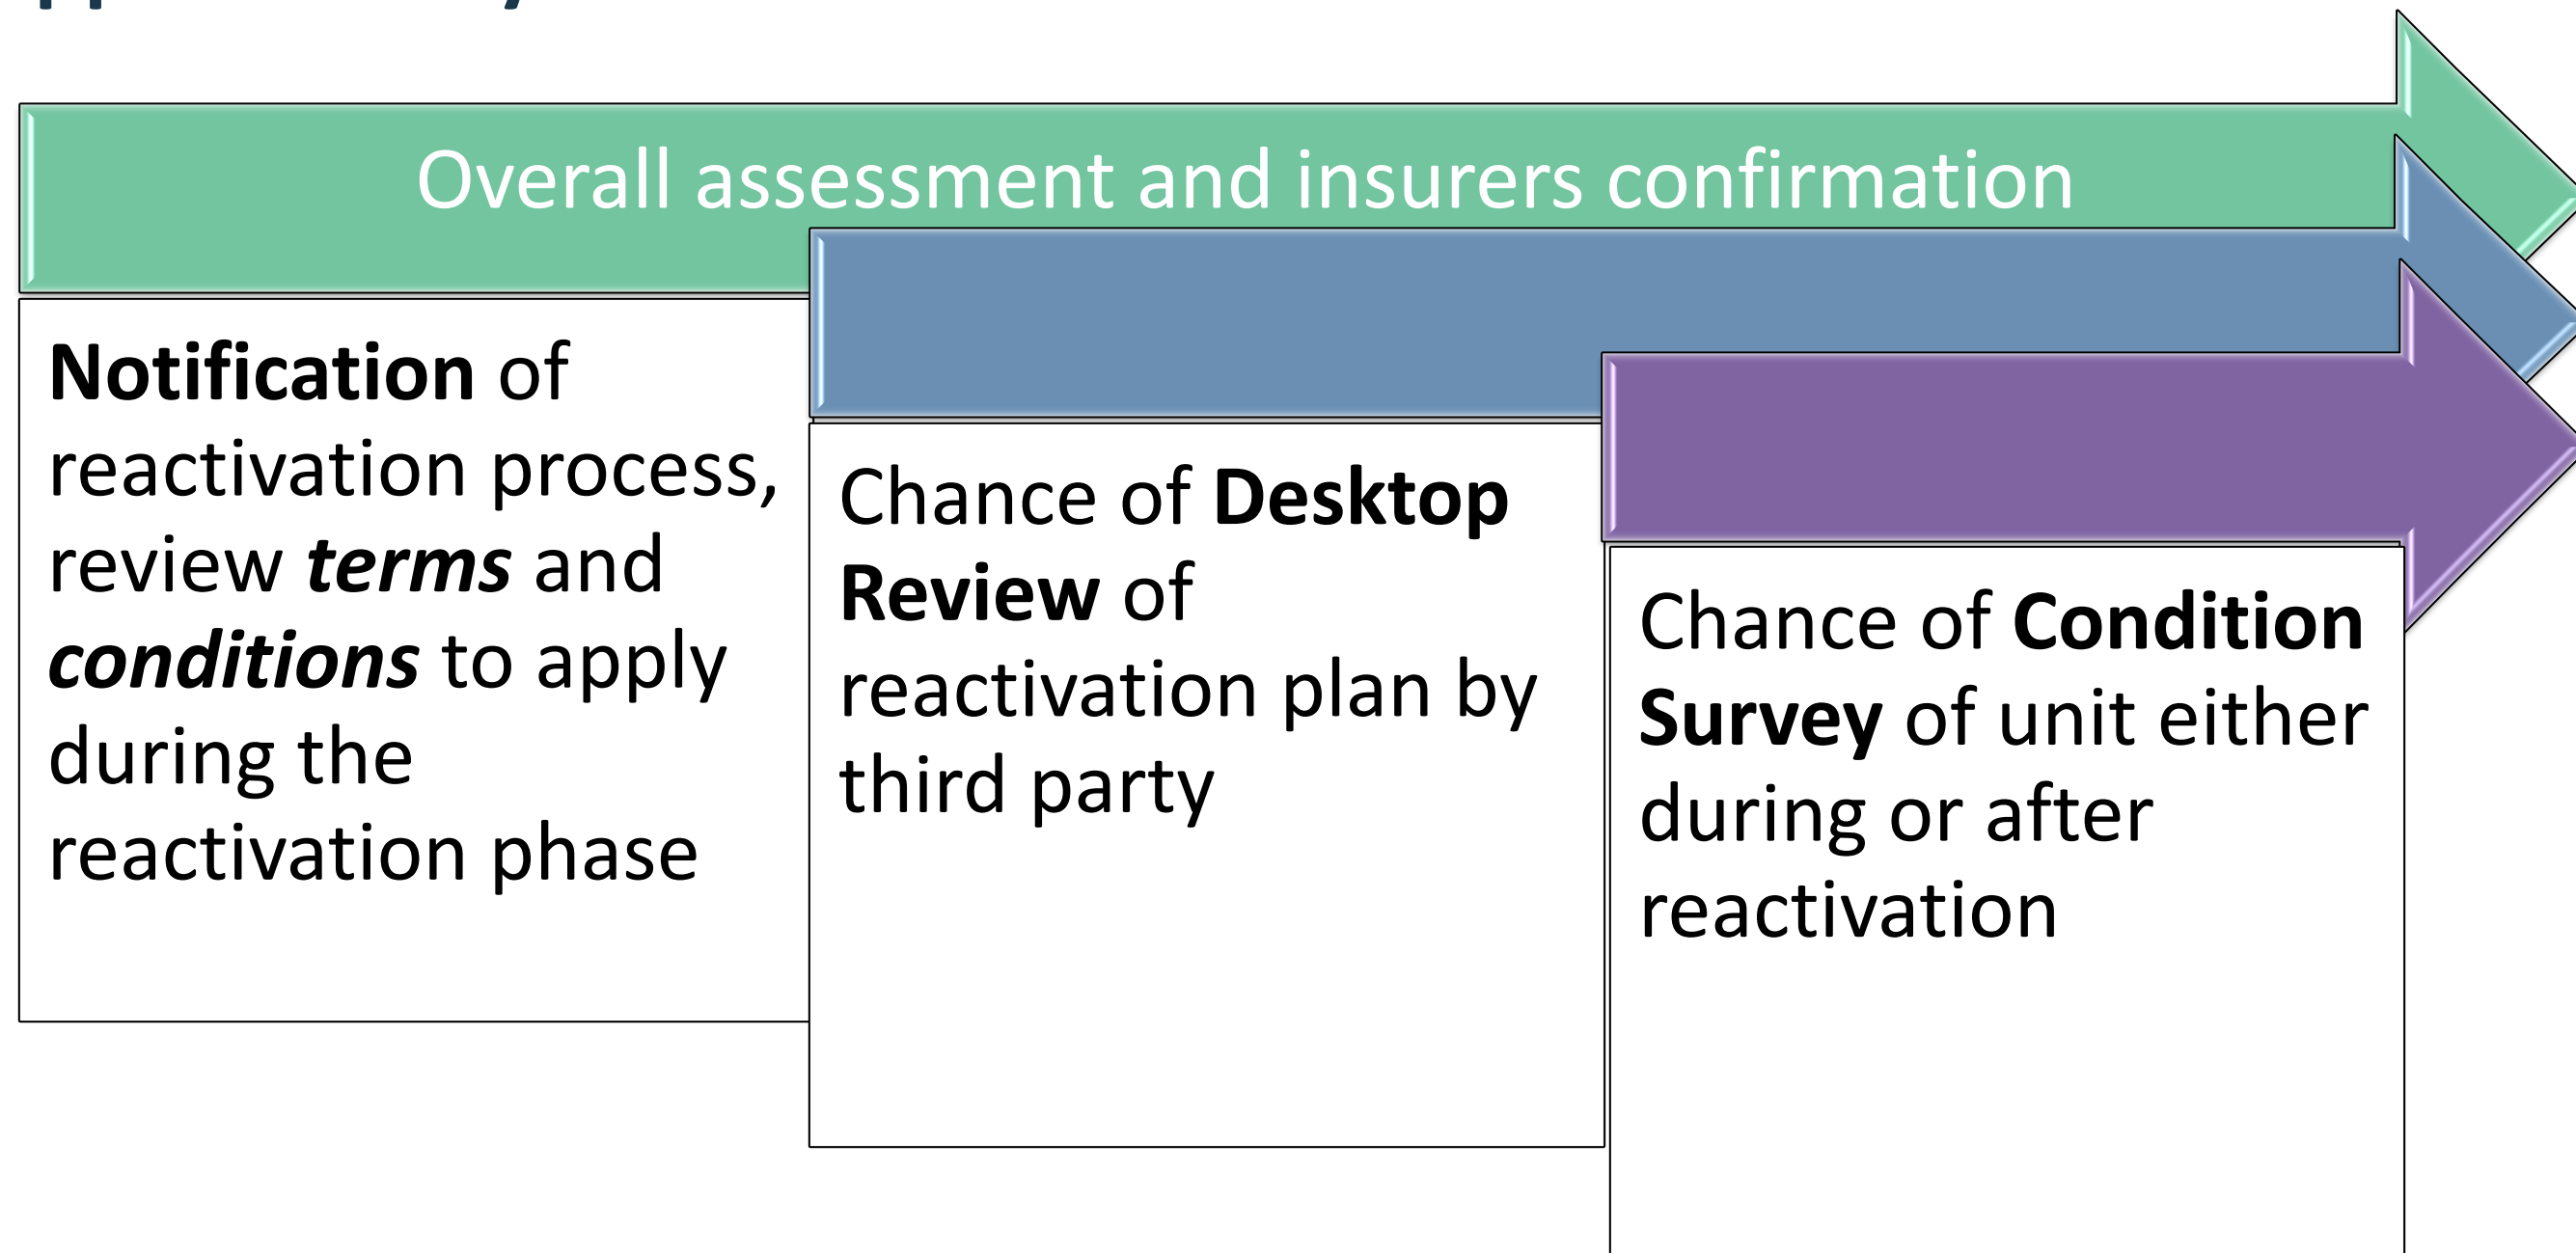 Overall assessment and insurers confirmation
Notification of
reactivation process,
review terms and
conditions to apply
during the
reactivation phase
Chance of Desktop
Review of
reactivation plan by
third party
Chance of Condition
Survey of unit either
during or after
reactivation